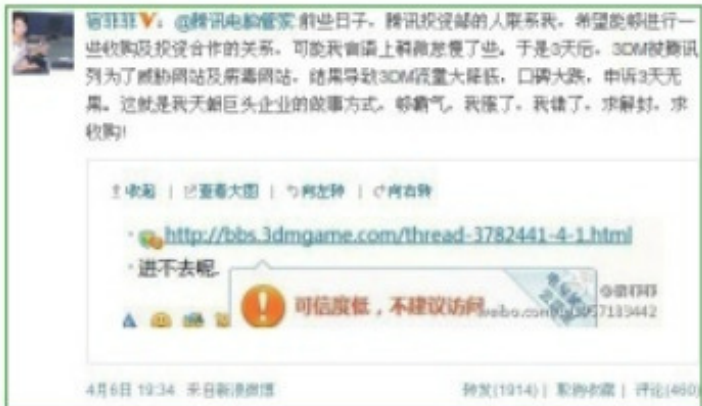 宿菲菲V：@腾讯电脑管家 前些日子，腾讯投资部的人联系我，希望能够进行一
些收购及投资合作的关系，可能我言语上稍微怠慢了些，于是3天后，3DM被腾讯
列为了威胁网站及病毒网站，结果导致3DM流量大降低，口碑大跌，申诉3天无
果。这就是我天朝巨头企业的做事方式，够霸气，我服了，我错了，求解封，求
收购!
收起 | 查看大图 | 向左转 | 向右转
http://bbs.3dmgame.com/thread-3782441-4-1.html
进不去呢.
可信度低，不建议访问
4月6日 19:34 来自新浪微博
转发(1914) | 取消收藏 | 评论(460)